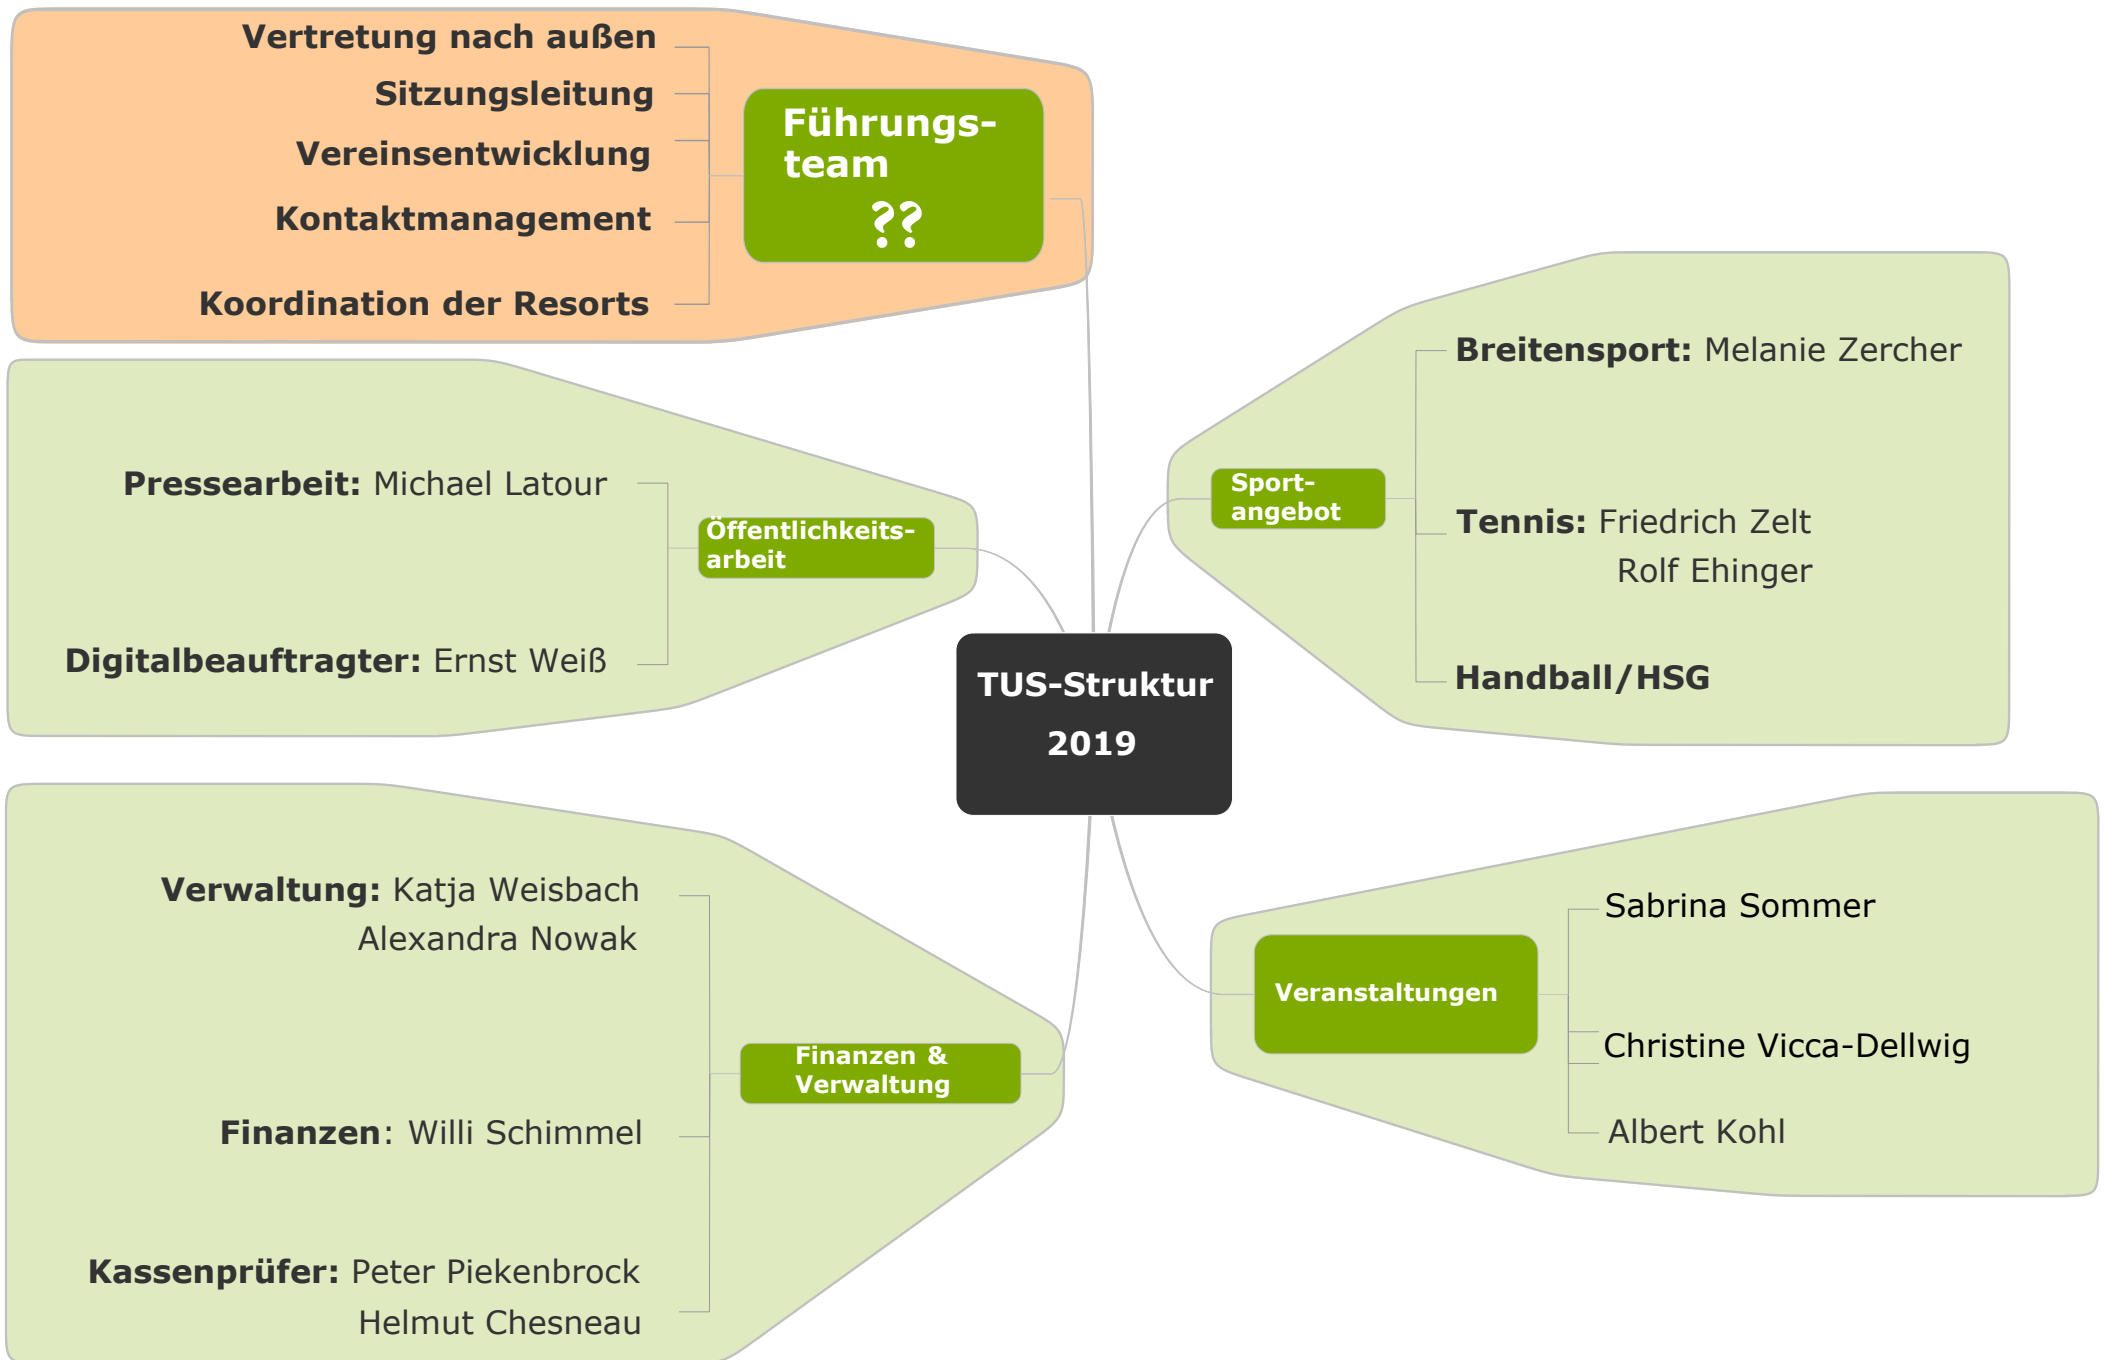 Vertretung nach außen
Sitzungsleitung
Vereinsentwicklung
Kontaktmanagement
Koordination der Resorts
Führungs-
team
??
Pressearbeit: Michael Latour
Digitalbeauftragter: Ernst Weiß
Öffentlichkeits-
arbeit
Sport-
angebot
Breitensport: Melanie Zercher
Tennis: Friedrich Zelt
Rolf Ehinger
Handball/HSG
TUS-Struktur
2019
Verwaltung: Katja Weisbach
Alexandra Nowak
Finanzen: Willi Schimmel
Kassenprüfer: Peter Piekenbrock
Helmut Chesneau
Finanzen &
Verwaltung
Veranstaltungen
Sabrina Sommer
Christine Vicca-Dellwig
Albert Kohl